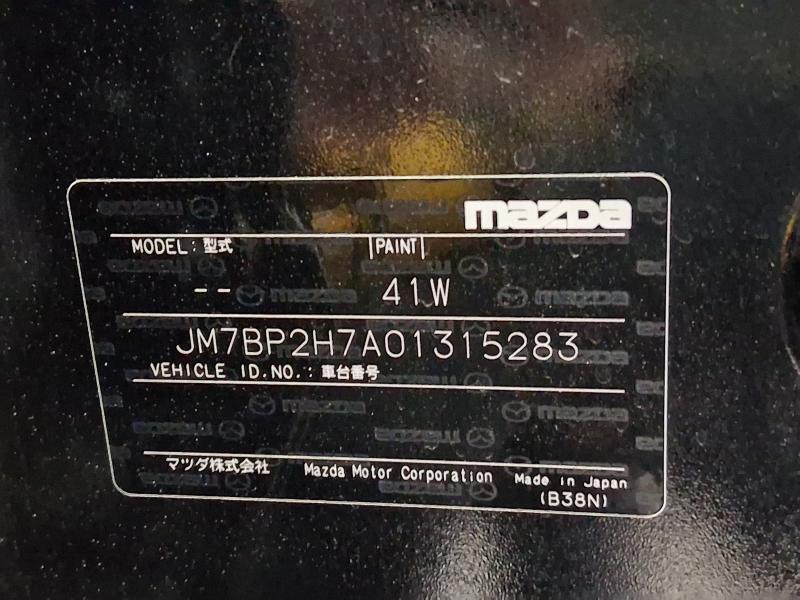 mazda
MODEL : 型式 |PAINT|
-- 41W
JM7BP2H7A01315283
VEHICLE ID.NO.: 車台番号
マツダ株式会社 Mazda Motor Corporation Made in Japan
(B38N)